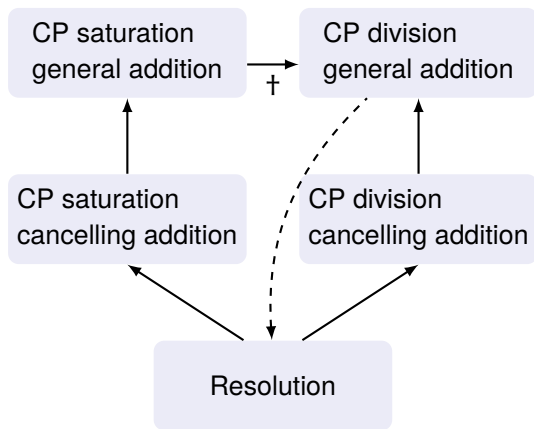 CP saturation
general addition
CP division
general addition
†
CP saturation
cancelling addition
CP division
cancelling addition
Resolution